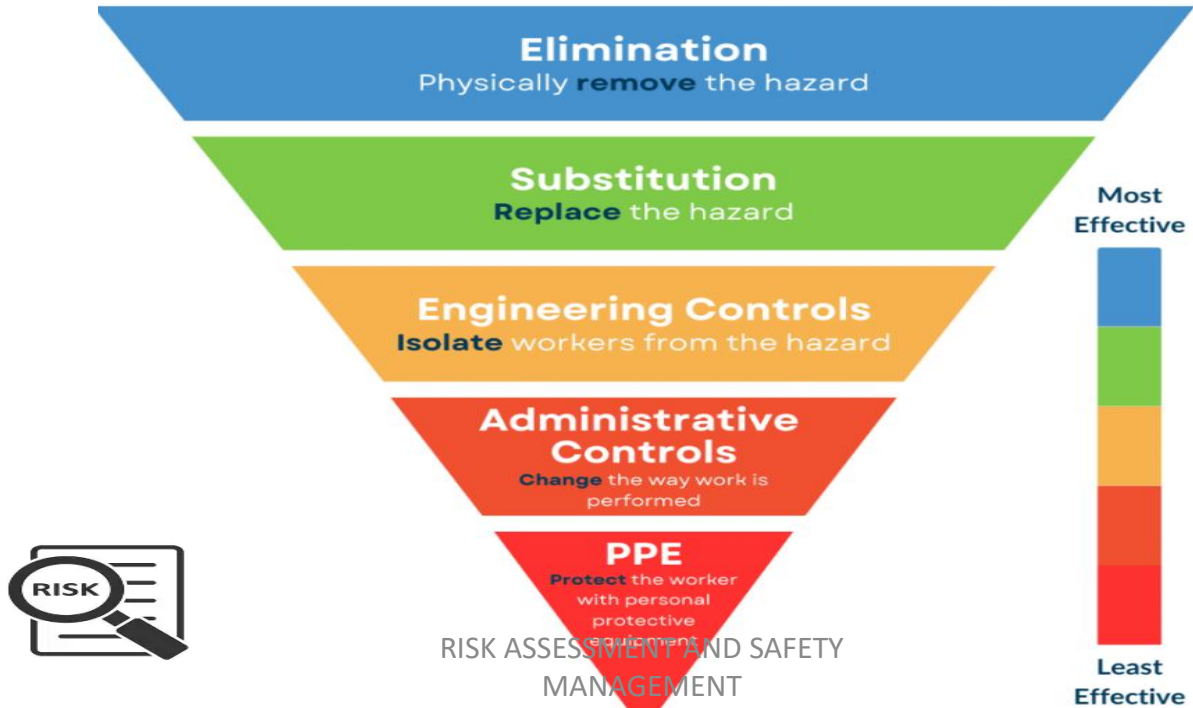 Elimination
Physically remove the hazard
Substitution
Replace the hazard
Most
Effective
Engineering Controls
Isolate workers from the hazard
Administrative
Controls
Change the way work is
performed
PPE
Protect the worker
with personal
protective
equipment
RISK
RISK ASSESSMENT AND SAFETY
MANAGEMENT
Least
Effective